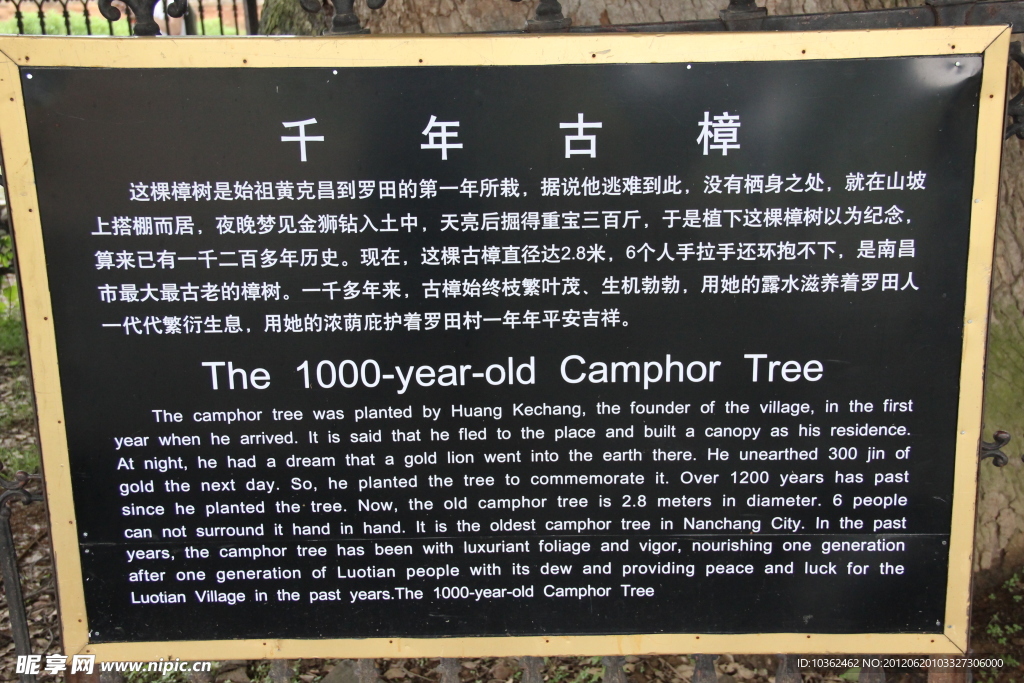 千年古樟
这棵樟树是始祖黄克昌到罗田的第一年所栽，据说他逃难到此，没有栖身之处，就在山坡
上搭棚而居，夜晚梦见金狮钻入土中，天亮后掘得重宝三百斤，于是植下这棵樟树以为纪念，
算来已有一千二百多年历史。现在，这棵古樟直径达2.8米，6个人手拉手还环抱不下，是南昌
市最大最古老的樟树。一千多年来，古樟始终枝繁叶茂、生机勃勃，用她的露水滋养着罗田人
一代代繁衍生息，用她的浓荫庇护着罗田村一年年平安吉祥。
The 1000-year-old Camphor Tree
The camphor tree was planted by Huang Kechang, the founder of the village, in the first
year when he arrived. It is said that he fled to the place and built a canopy as his residence.
At night, he had a dream that a gold lion went into the earth there. He unearthed 300 jin of
gold the next day. So, he planted the tree to commemorate it. Over 1200 years has past
since he planted the tree. Now, the old camphor tree is 2.8 meters in diameter. 6 people
can not surround it hand in hand. It is the oldest camphor tree in Nanchang City. In the past
years, the camphor tree has been with luxuriant foliage and vigor, nourishing one generation
after one generation of Luotian people with its dew and providing peace and luck for the
Luotian Village in the past years.The 1000-year-old Camphor Tree
昵享网 www.nipic.cn
ID:10362462 NO:20120620103327306000